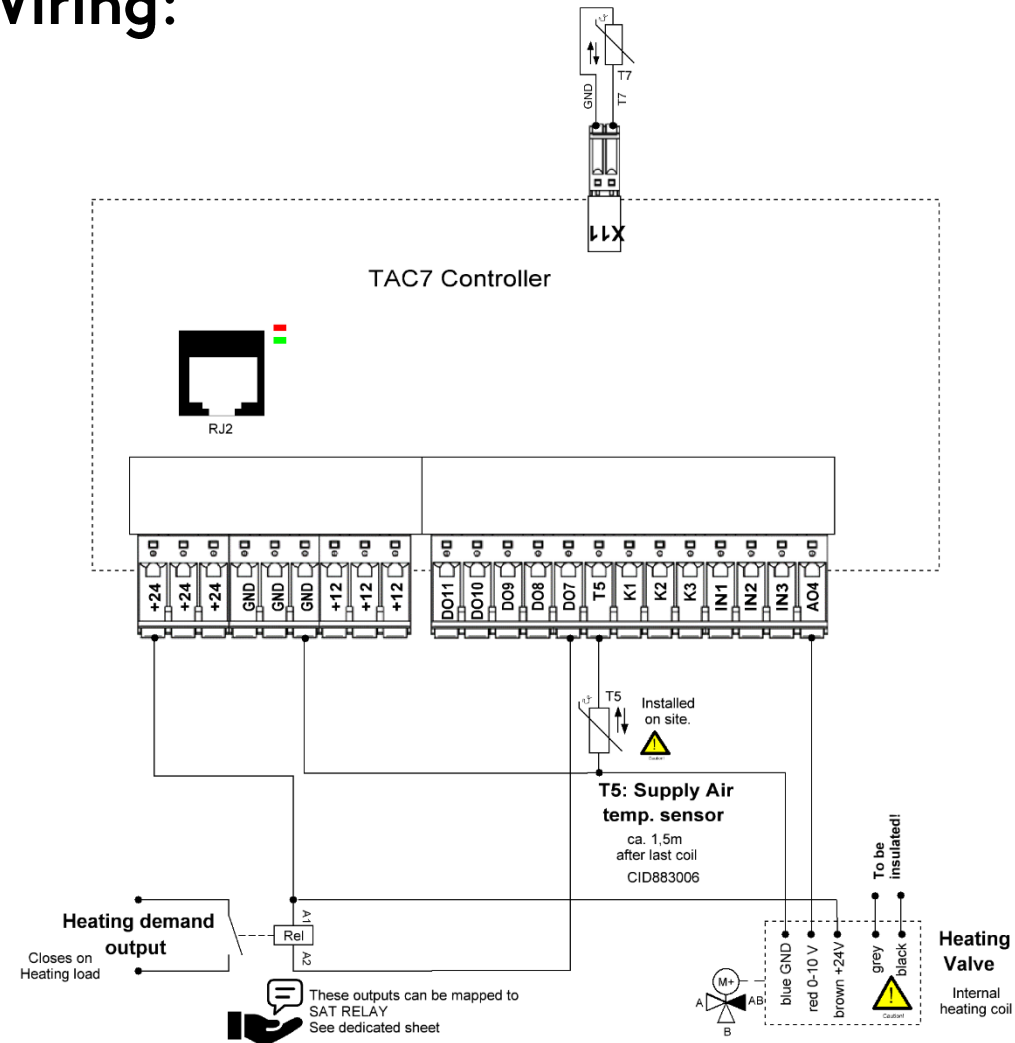 Wiring:
T7
GND
T7
X11
TAC7 Controller
RJ2
+24
+24
+24
GND
GND
GND
+12
+12
+12
DO11
DO10
DO9
DO8
DO7
T5
K1
K2
K3
IN1
IN2
IN3
AO4
T5
Installed
on site.
Caution!
T5: Supply Air
temp. sensor
ca. 1,5m
after last coil
CID883006
To be
insulated!
Heating demand
output
Closes on
Heating load
A1
Rel
A2
These outputs can be mapped to
SAT RELAY
See dedicated sheet
M+
A
AB
B
blue GND
red 0-10 V
brown +24V
grey
black
Caution!
Heating
Valve
Internal
heating coil